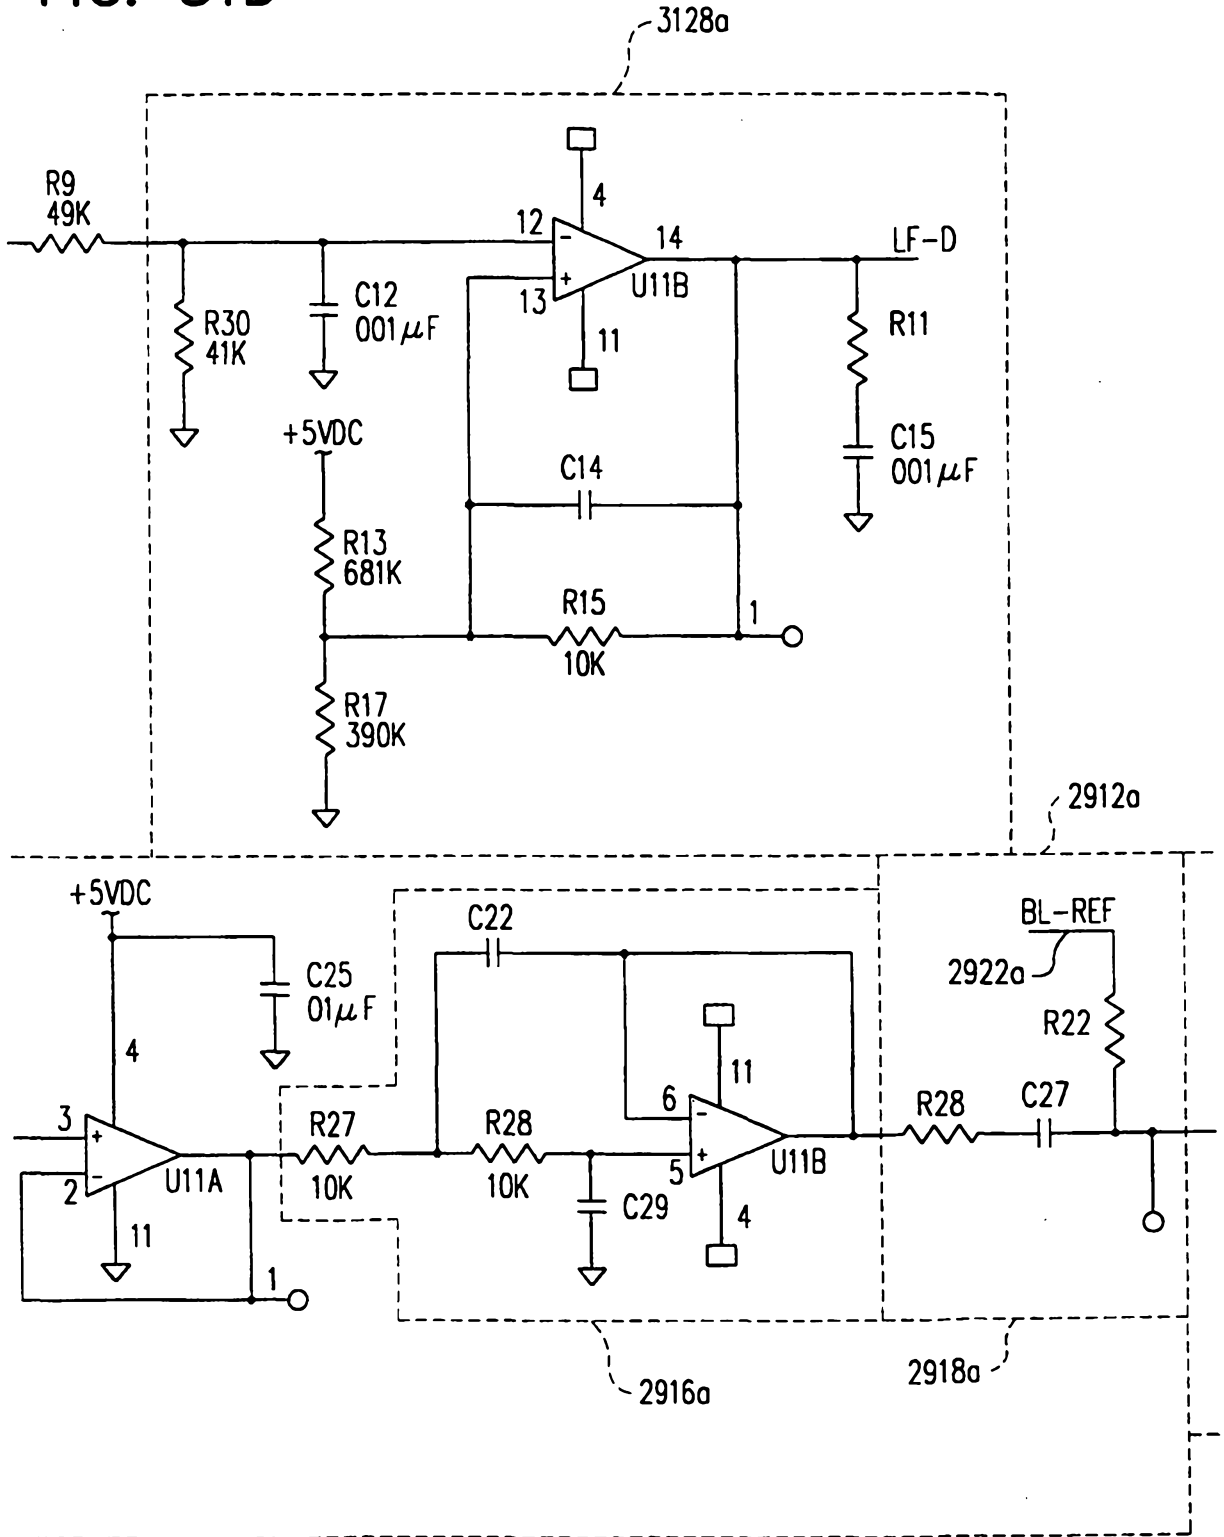 3128a
R9
49K
4
12
-
14
LF-D
+
13
U11B
R30
41K
C12
001μF
11
R11
+5VDC
C14
C15
001μF
R13
681K
R15
1
10K
R17
390K
2912a
+5VDC
C22
BL-REF
2922a
C25
01μF
R22
4
11
3
+
R27
R28
6
-
R28
C27
2
-
U11A
10K
10K
5
+
U11B
C29
4
11
1
2916a
2918a